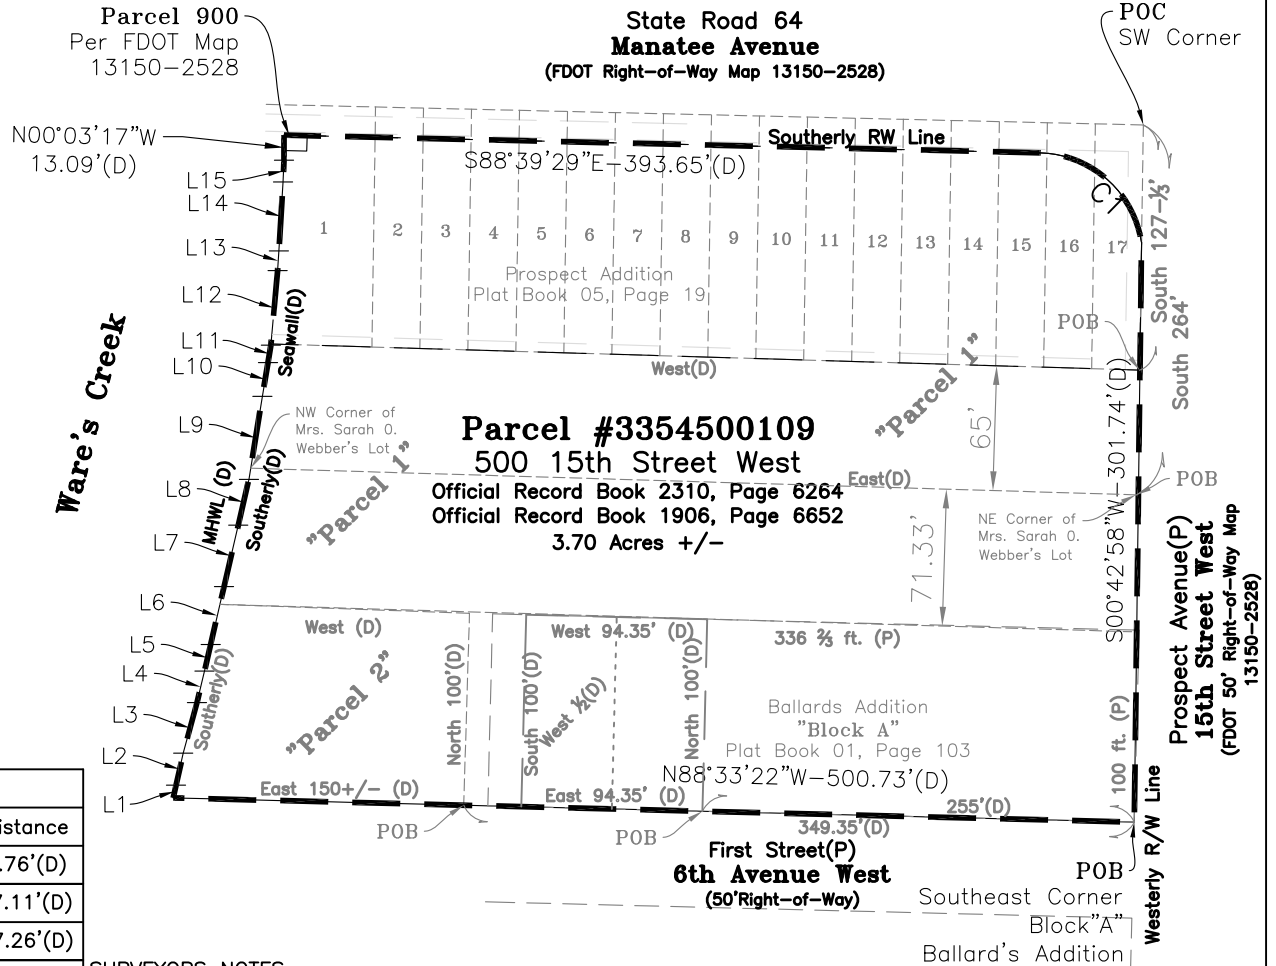 Parcel 900
Per FDOT Map
13150-2528
State Road 64
Manatee Avenue
(FDOT Right-of-Way Map 13150-2528)
POC
SW Corner
N00°03'17"W
13.09'(D)
Southerly RW Line
S88°39'29"E-393.65'(D)
C1
L15
L14
L13
L12
L11
L10
L9
L8
L7
L6
L5
L4
L3
L2
L1
1
2
3
4
5
6
7
8
9
10
11
12
13
14
15
16
17
Prospect Addition
Plat Book 05, Page 19
South 127-⅓'
South 264'
POB
Seawall(D)
Ware's Creek
West(D)
"Parcel 1"
65'
S00°42'58"W-301.74'(D)
NW Corner of
Mrs. Sarah O.
Webber's Lot
Parcel #3354500109
500 15th Street West
Official Record Book 2310, Page 6264
Official Record Book 1906, Page 6652
3.70 Acres +/-
"Parcel 1"
East(D)
POB
MHWL (D)
Southerly(D)
71.33'
NE Corner of
Mrs. Sarah O.
Webber's Lot
Prospect Avenue(P)
15th Street West
(FDOT 50' Right-of-Way Map
13150-2528)
West (D)
West 94.35' (D)
336 ⅔ ft. (P)
Southerly(D)
"Parcel 2"
North 100'(D)
South 100'(D)
West ½(D)
North 100'(D)
Ballards Addition
"Block A"
Plat Book 01, Page 103
100 ft. (P)
N88°33'22"W-500.73'(D)
East 150+/- (D)
East 94.35' (D)
255'(D)
349.35'(D)
POB
POB
First Street(P)
6th Avenue West
(50'Right-of-Way)
POB
Southeast Corner
Block"A"
Ballard's Addition
Westerly R/W Line
istance
.76'(D)
7.11'(D)
7.26'(D)
SURVEYORS NOTES